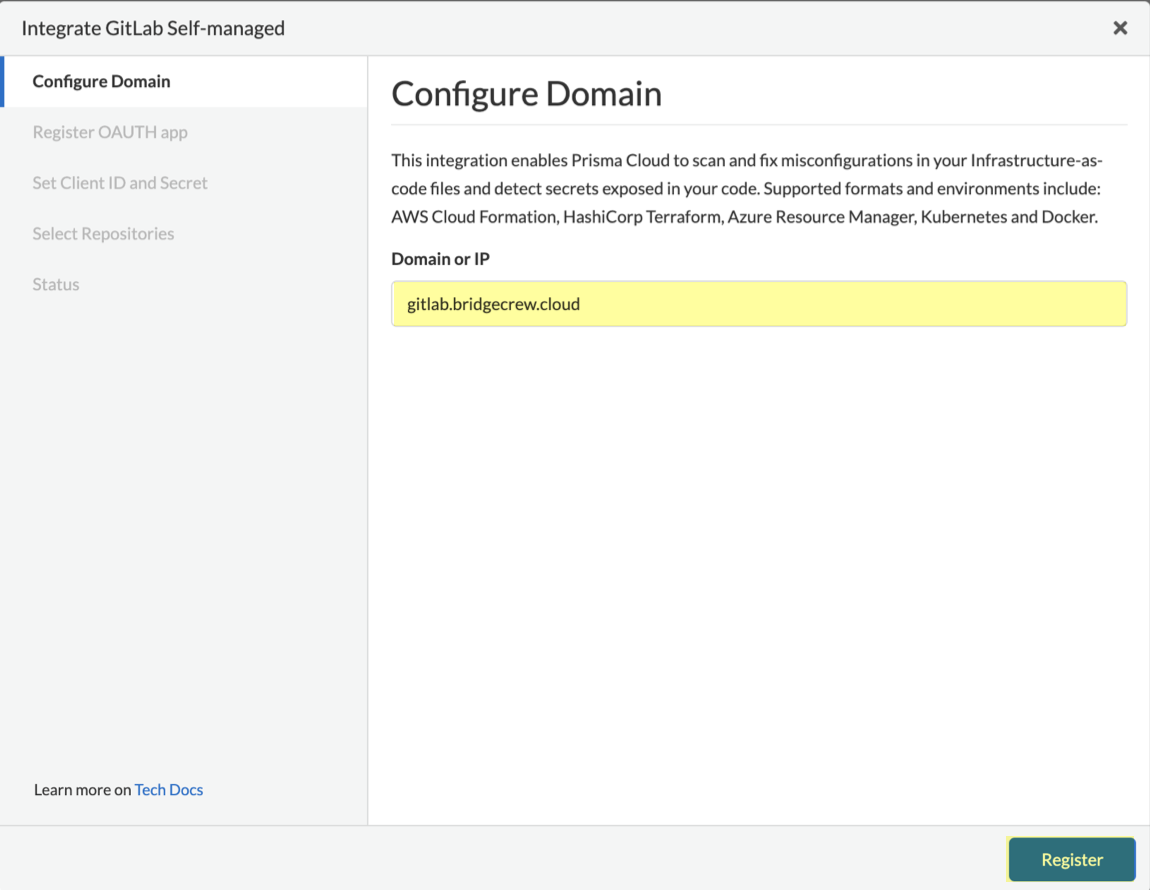 Integrate GitLab Self-managed
Configure Domain
Register OAUTH app
Set Client ID and Secret
Select Repositories
Status
Learn more on Tech Docs
Configure Domain
This integration enables Prisma Cloud to scan and fix misconfigurations in your Infrastructure-as-
code files and detect secrets exposed in your code. Supported formats and environments include:
AWS Cloud Formation, HashiCorp Terraform, Azure Resource Manager, Kubernetes and Docker.
Domain or IP
gitlab.bridgecrew.cloud
Register